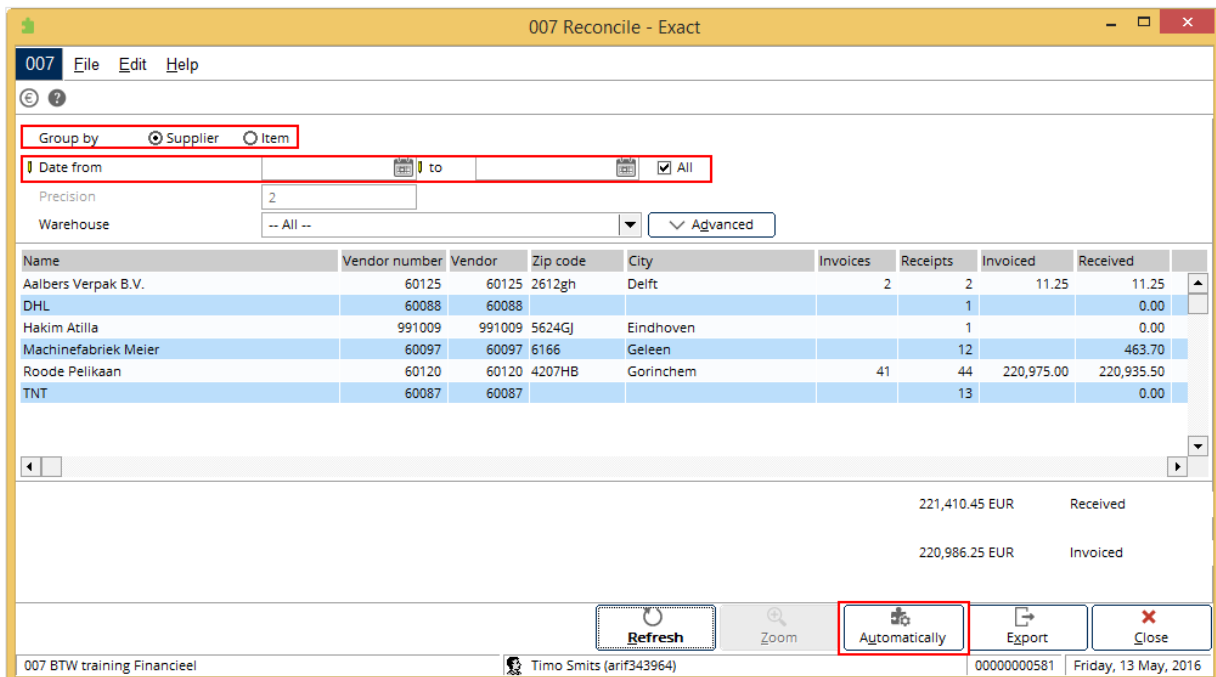 007 Reconcile - Exact
007 File Edit Help
Group by Supplier Item
Date from to All
Precision 2
Warehouse -- All -- Advanced
Name Vendor number Vendor Zip code City Invoices Receipts Invoiced Received
Aalbers Verpak B.V. 60125 60125 2612gh Delft 2 2 11.25 11.25
DHL 60088 60088 1 0.00
Hakim Atilla 991009 991009 5624GJ Eindhoven 1 0.00
Machinefabriek Meier 60097 60097 6166 Geleen 12 463.70
Roode Pelikaan 60120 60120 4207HB Gorinchem 41 44 220,975.00 220,935.50
TNT 60087 60087 13 0.00
221,410.45 EUR Received
220,986.25 EUR Invoiced
Refresh Zoom Automatically Export Close
007 BTW training Financieel Timo Smits (arif343964) 00000000581 Friday, 13 May, 2016